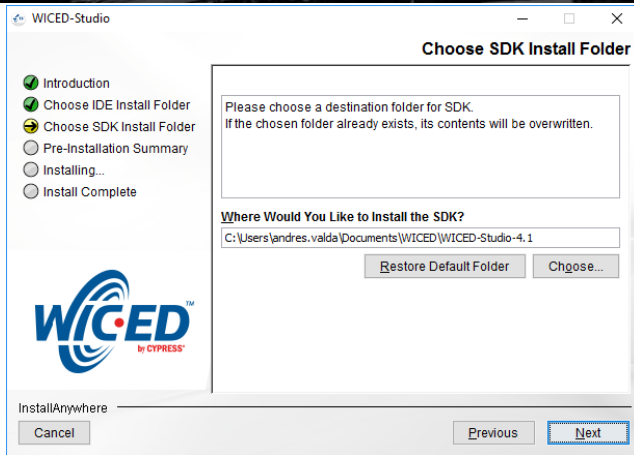 WICED-Studio
Choose SDK Install Folder
Introduction
Choose IDE Install Folder
Choose SDK Install Folder
Pre-Installation Summary
Installing...
Install Complete
Please choose a destination folder for SDK.
If the chosen folder already exists, its contents will be overwritten.
Where Would You Like to Install the SDK?
C:\Users\andres.valda\Documents\WICED\WICED-Studio-4.1
Restore Default Folder
Choose...
WICED™
by CYPRESS®
InstallAnywhere
Cancel
Previous
Next